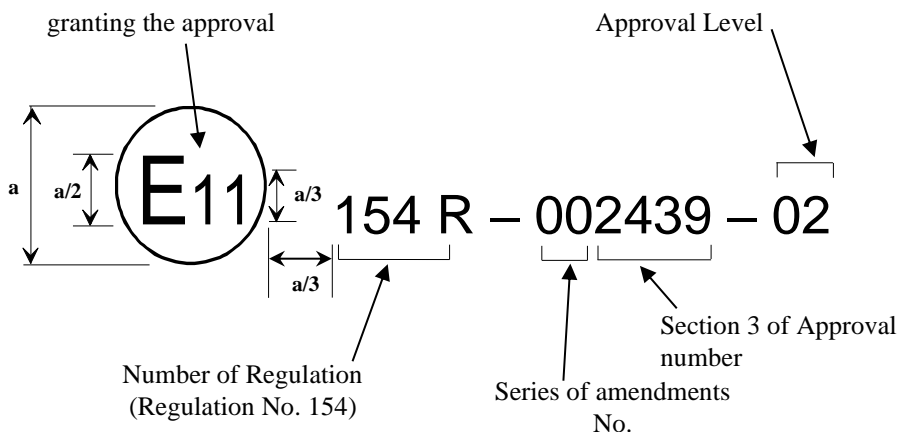 granting the approval
Approval Level
a
a/2
E11
a/3
154 R – 002439 – 02
a/3
Section 3 of Approval
number
Number of Regulation
(Regulation No. 154)
Series of amendments
No.